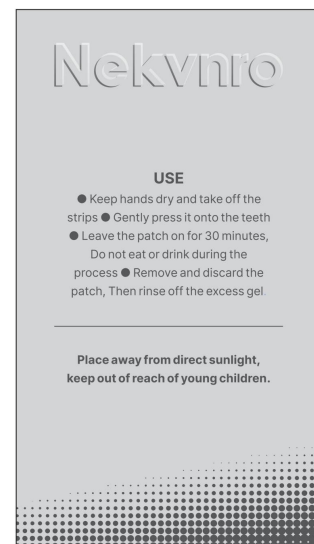 Nekvnro
USE
● Keep hands dry and take off the
strips ● Gently press it onto the teeth
● Leave the patch on for 30 minutes,
Do not eat or drink during the
process ● Remove and discard the
patch, Then rinse off the excess gel.
Place away from direct sunlight,
keep out of reach of young children.